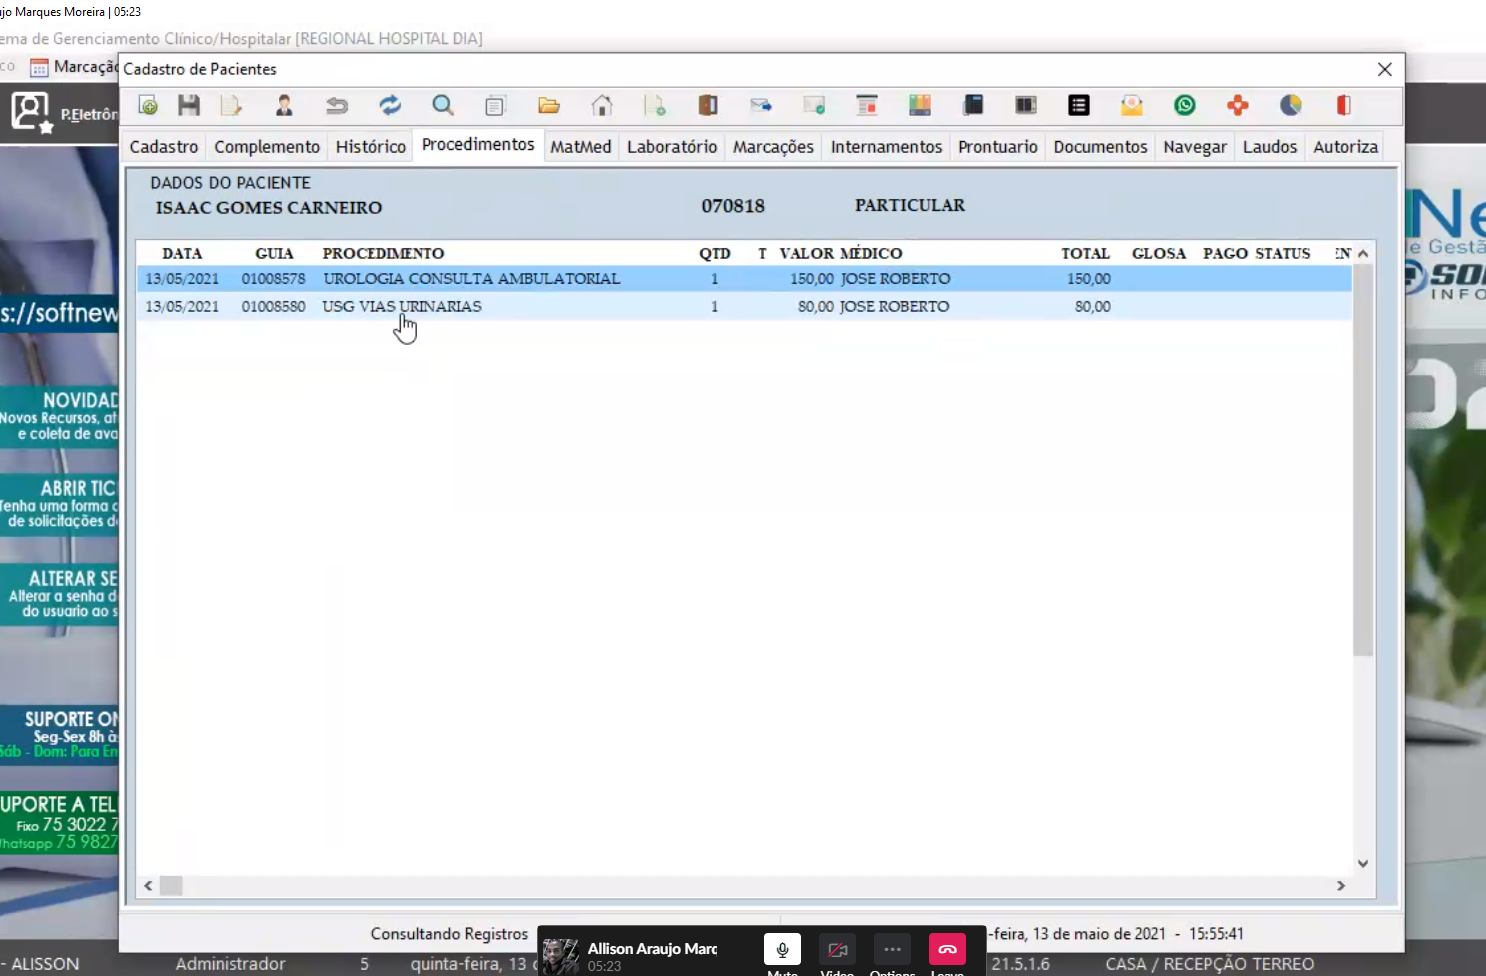 jo Marques Moreira | 05:23
ema de Gerenciamento Clínico/Hospitalar [REGIONAL HOSPITAL DIA]
co Marcação
Cadastro de Pacientes
P.Eletrôn
Cadastro Complemento Histórico Procedimentos MatMed Laboratório Marcações Internamentos Prontuario Documentos Navegar Laudos Autoriza
DADOS DO PACIENTE
ISAAC GOMES CARNEIRO 070818 PARTICULAR
DATA GUIA PROCEDIMENTO QTD T VALOR MÉDICO TOTAL GLOSA PAGO STATUS EN
13/05/2021 01008578 UROLOGIA CONSULTA AMBULATORIAL 1 150,00 JOSE ROBERTO 150,00
13/05/2021 01008580 USG VIAS URINARIAS 1 80,00 JOSE ROBERTO 80,00
Ne
e Gestã
SO
INFO
s://softnew
02
NOVIDAD
Novos Recursos, at
e coleta de ava
ABRIR TIC
Tenha uma forma c
de solicitações d
ALTERAR SE
Alterar a senha d
do usuario ao s
SUPORTE O
Seg-Sex 8h à
Sáb - Dom: Para En
UPORTE A TEL
Fixo 75 3022 7
Whatsapp 75 9827
Consultando Registros
-feira, 13 de maio de 2021 - 15:55:41
Allison Araujo Marq
05:23
Mute Video Options Leave
- ALISSON Administrador 5 quinta-feira, 13 d 21.5.1.6 CASA / RECEPÇÃO TERREO